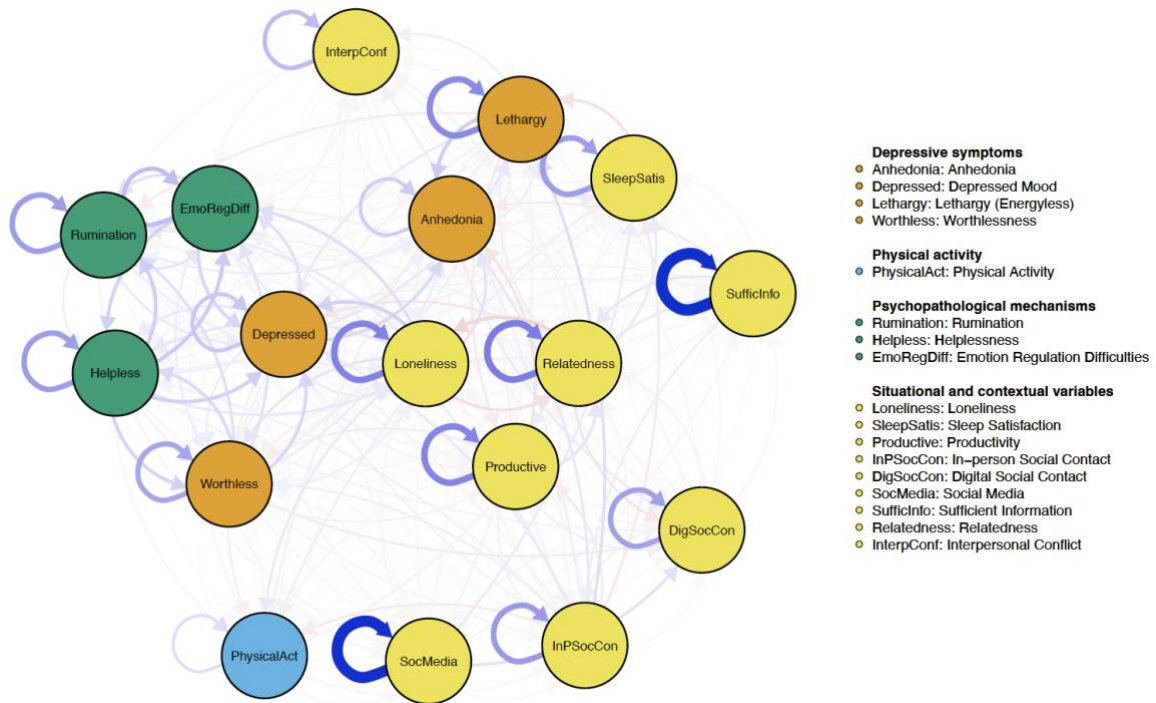 InterpConf
Lethargy
SleepSatis
EmoRegDiff
Rumination
Anhedonia
SufficInfo
Depressed
Loneliness
Relatedness
Helpless
Productive
Worthless
DigSocCon
PhysicalAct
SocMedia
InPSocCon
Depressive symptoms
Anhedonia: Anhedonia
Depressed: Depressed Mood
Lethargy: Lethargy (Energyless)
Worthless: Worthlessness
Physical activity
PhysicalAct: Physical Activity
Psychopathological mechanisms
Rumination: Rumination
Helpless: Helplessness
EmoRegDiff: Emotion Regulation Difficulties
Situational and contextual variables
Loneliness: Loneliness
SleepSatis: Sleep Satisfaction
Productive: Productivity
InPSocCon: In−person Social Contact
DigSocCon: Digital Social Contact
SocMedia: Social Media
SufficInfo: Sufficient Information
Relatedness: Relatedness
InterpConf: Interpersonal Conflict